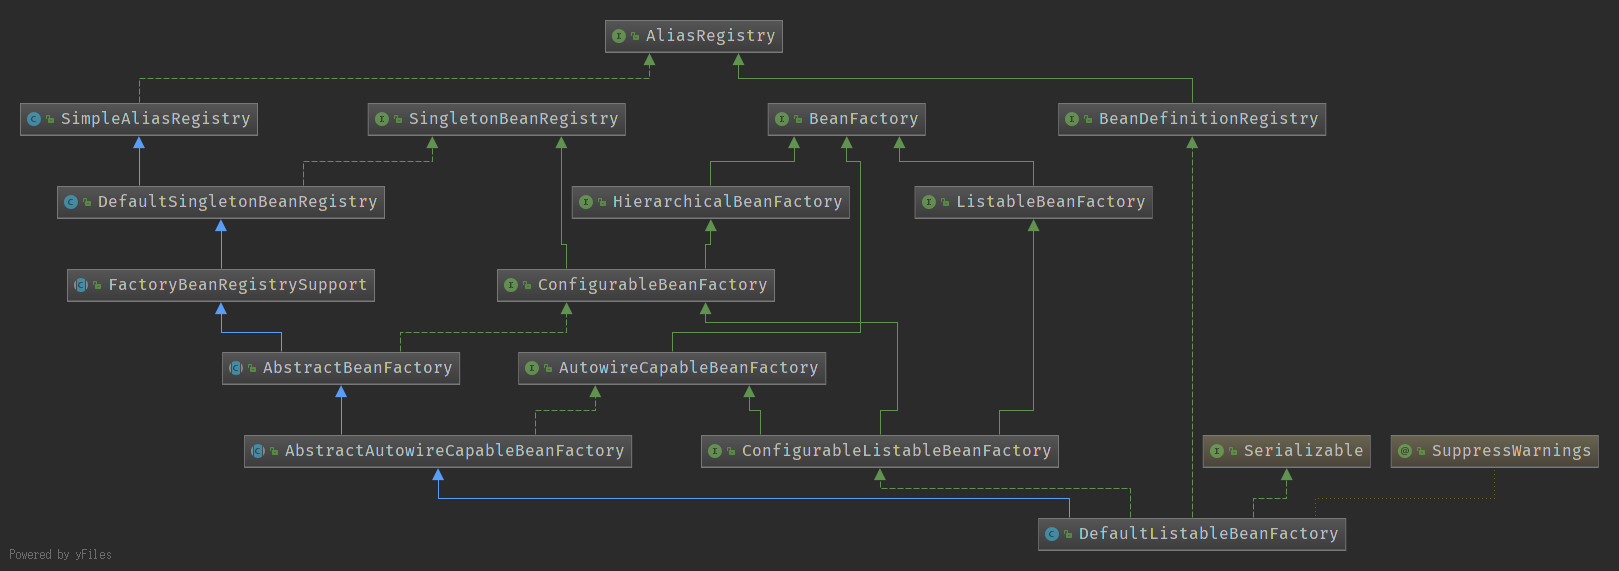 AliasRegistry
SimpleAliasRegistry
SingletonBeanRegistry
BeanFactory
BeanDefinitionRegistry
DefaultSingletonBeanRegistry
HierarchicalBeanFactory
ListableBeanFactory
FactoryBeanRegistrySupport
ConfigurableBeanFactory
AbstractBeanFactory
AutowireCapableBeanFactory
AbstractAutowireCapableBeanFactory
ConfigurableListableBeanFactory
Serializable
SuppressWarnings
DefaultListableBeanFactory
Powered by yFiles